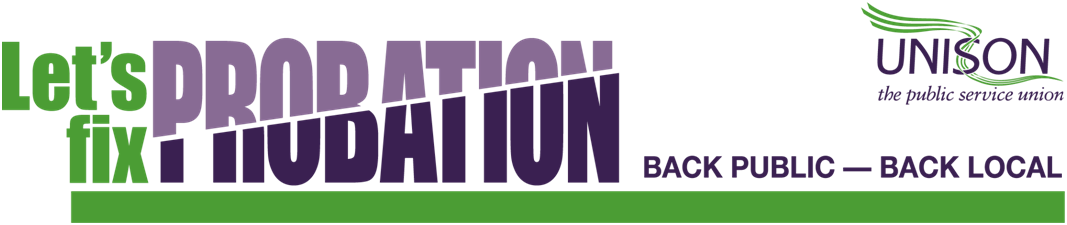 Let's
fix
PROBATION
UNISON
the public service union
BACK PUBLIC — BACK LOCAL